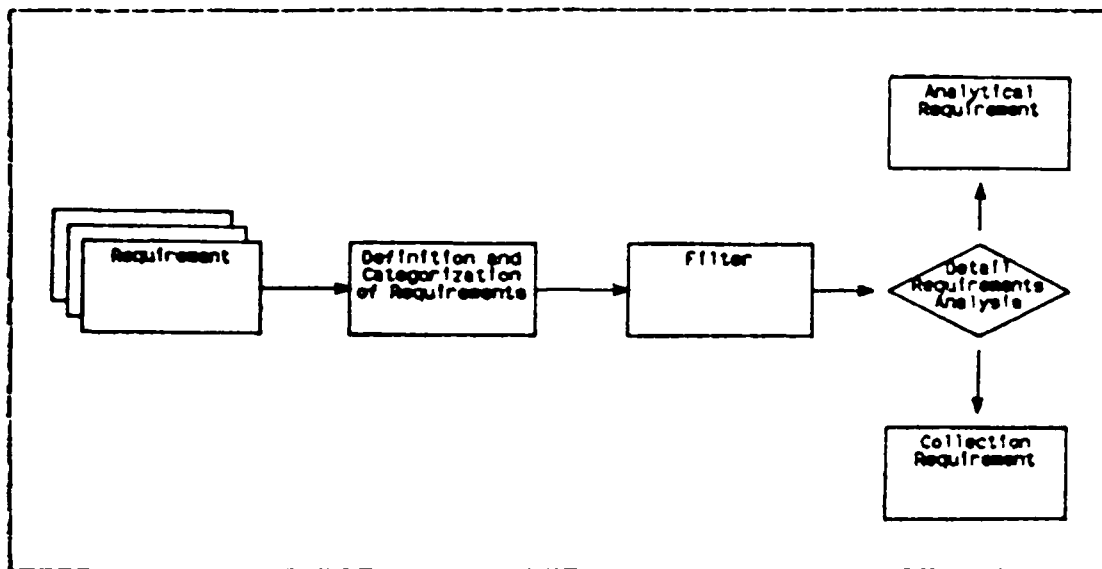 Requirement
Definition and
Categorization
of Requirements
Filter
Detail
Requirements
Analysis
Analytical
Requirement
Collection
Requirement